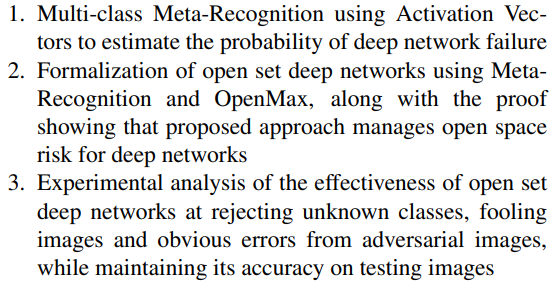 1. Multi-class Meta-Recognition using Activation Vec-
tors to estimate the probability of deep network failure
2. Formalization of open set deep networks using Meta-
Recognition and OpenMax, along with the proof
showing that proposed approach manages open space
risk for deep networks
3. Experimental analysis of the effectiveness of open set
deep networks at rejecting unknown classes, fooling
images and obvious errors from adversarial images,
while maintaining its accuracy on testing images